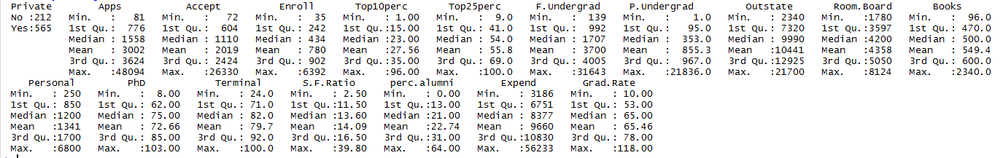 Private Apps Accept Enroll Top10perc Top25perc F.Undergrad P.Undergrad Outstate Room.Board Books
No :212 Min. : 81 Min. : 72 Min. : 35 Min. : 1.00 Min. : 9.0 Min. : 139 Min. : 1.0 Min. : 2340 Min. :1780 Min. : 96.0
Yes:565 1st Qu.: 776 1st Qu.: 604 1st Qu.: 242 1st Qu.:15.00 1st Qu.: 41.0 1st Qu.: 992 1st Qu.: 95.0 1st Qu.: 7320 1st Qu.:3597 1st Qu.: 470.0
Median : 1558 Median : 1110 Median : 434 Median :23.00 Median : 54.0 Median : 1707 Median : 353.0 Median : 9990 Median :4200 Median : 500.0
Mean : 3002 Mean : 2019 Mean : 780 Mean :27.56 Mean : 55.8 Mean : 3700 Mean : 855.3 Mean :10441 Mean :4358 Mean : 549.4
3rd Qu.: 3624 3rd Qu.: 2424 3rd Qu.: 902 3rd Qu.:35.00 3rd Qu.: 69.0 3rd Qu.: 4005 3rd Qu.: 967.0 3rd Qu.:12925 3rd Qu.:5050 3rd Qu.: 600.0
Max. :48094 Max. :26330 Max. :6392 Max. :96.00 Max. :100.0 Max. :31643 Max. :21836.0 Max. :21700 Max. :8124 Max. :2340.0
Personal PhD Terminal S.F.Ratio perc.alumni Expend Grad.Rate
Min. : 250 Min. : 8.00 Min. : 24.0 Min. : 2.50 Min. : 0.00 Min. : 3186 Min. : 10.00
1st Qu.: 850 1st Qu.: 62.00 1st Qu.: 71.0 1st Qu.:11.50 1st Qu.:13.00 1st Qu.: 6751 1st Qu.: 53.00
Median :1200 Median : 75.00 Median : 82.0 Median :13.60 Median :21.00 Median : 8377 Median : 65.00
Mean :1341 Mean : 72.66 Mean : 79.7 Mean :14.09 Mean :22.74 Mean : 9660 Mean : 65.46
3rd Qu.:1700 3rd Qu.: 85.00 3rd Qu.: 92.0 3rd Qu.:16.50 3rd Qu.:31.00 3rd Qu.:10830 3rd Qu.: 78.00
Max. :6800 Max. :103.00 Max. :100.0 Max. :39.80 Max. :64.00 Max. :56233 Max. :118.00